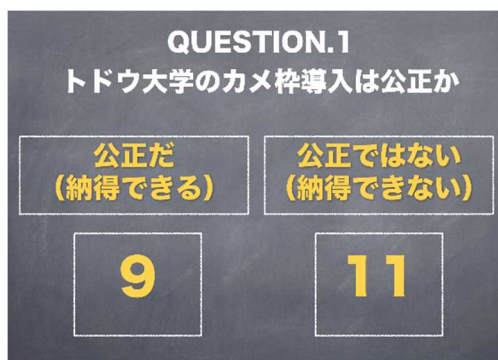 QUESTION.1
トドウ大学のカメ枠導入は公正か
公正だ
（納得できる）
公正ではない
（納得できない）
9
11